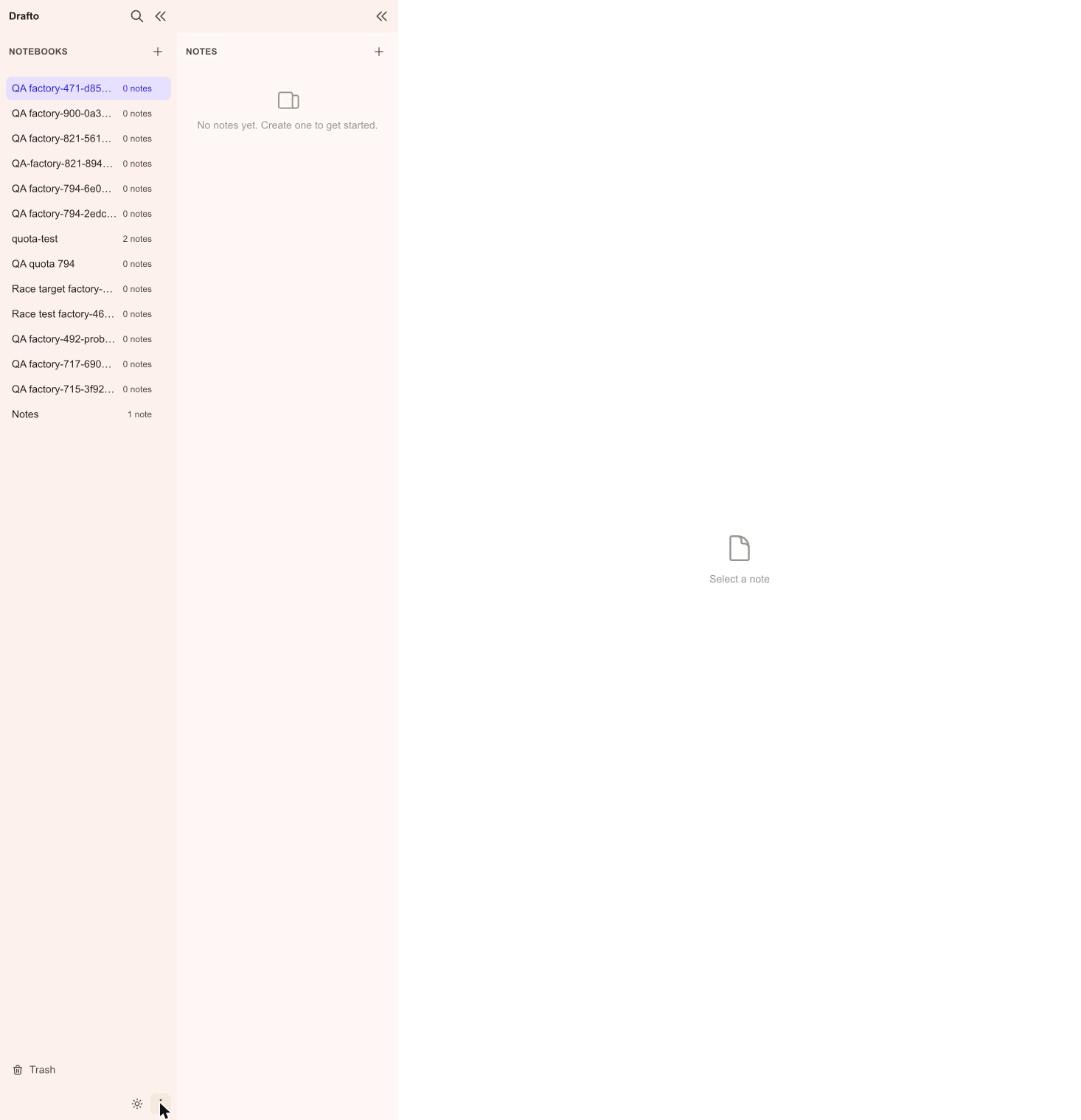 Drafto
NOTEBOOKS
QA factory-471-d85... 0 notes
QA factory-900-0a3... 0 notes
QA factory-821-561... 0 notes
QA-factory-821-894... 0 notes
QA factory-794-6e0... 0 notes
QA factory-794-2edc... 0 notes
quota-test 2 notes
QA quota 794 0 notes
Race target factory-... 0 notes
Race test factory-46... 0 notes
QA factory-492-prob... 0 notes
QA factory-717-690... 0 notes
QA factory-715-3f92... 0 notes
Notes 1 note
Trash
NOTES
No notes yet. Create one to get started.
Select a note